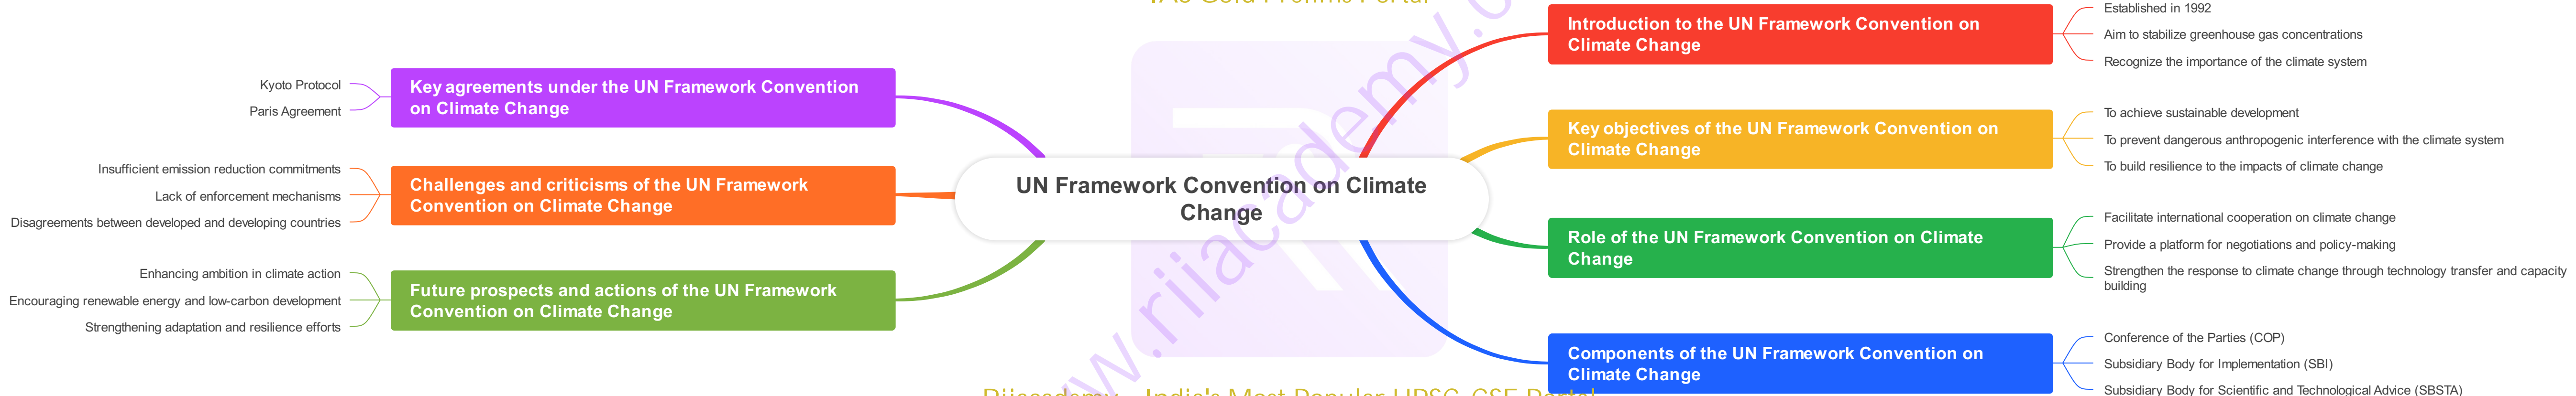 IAS Gold Prelims Portal
UN Framework Convention on Climate
Change
Introduction to the UN Framework Convention on
Climate Change
Established in 1992
Aim to stabilize greenhouse gas concentrations
Recognize the importance of the climate system
Key objectives of the UN Framework Convention on
Climate Change
To achieve sustainable development
To prevent dangerous anthropogenic interference with the climate system
To build resilience to the impacts of climate change
Role of the UN Framework Convention on Climate
Change
Facilitate international cooperation on climate change
Provide a platform for negotiations and policy-making
Strengthen the response to climate change through technology transfer and capacity
building
Components of the UN Framework Convention on
Climate Change
Conference of the Parties (COP)
Subsidiary Body for Implementation (SBI)
Subsidiary Body for Scientific and Technological Advice (SBSTA)
Key agreements under the UN Framework Convention
on Climate Change
Kyoto Protocol
Paris Agreement
Challenges and criticisms of the UN Framework
Convention on Climate Change
Insufficient emission reduction commitments
Lack of enforcement mechanisms
Disagreements between developed and developing countries
Future prospects and actions of the UN Framework
Convention on Climate Change
Enhancing ambition in climate action
Encouraging renewable energy and low-carbon development
Strengthening adaptation and resilience efforts
India's Most Popular UPSC CSE Portal